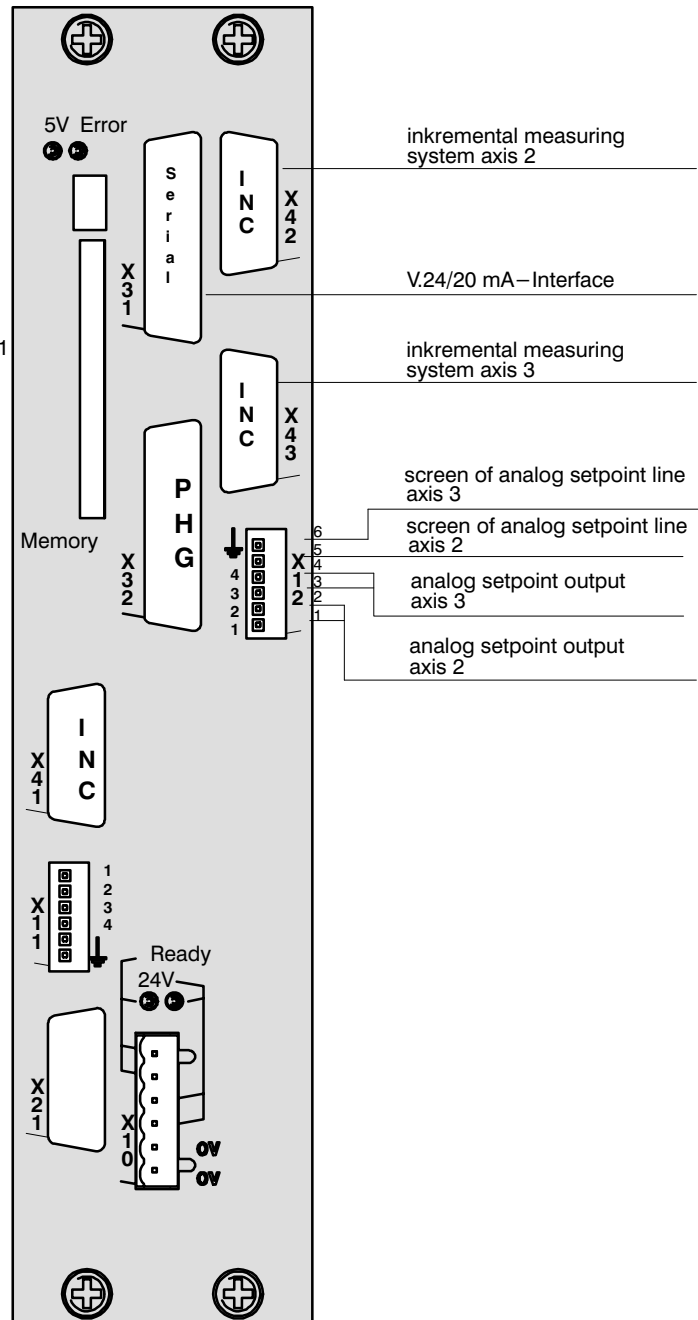 5V Error
Serial
X31
INC
X42
inkremental measuring
system axis 2
V.24/20 mA–Interface
1
INC
X43
inkremental measuring
system axis 3
Memory
PHG
X32
4
3
2
1
X12
6
5
4
3
2
1
screen of analog setpoint line
axis 3
screen of analog setpoint line
axis 2
analog setpoint output
axis 3
analog setpoint output
axis 2
INC
X41
X11
1
2
3
4
Ready
24V
X21
X10
0V
0V